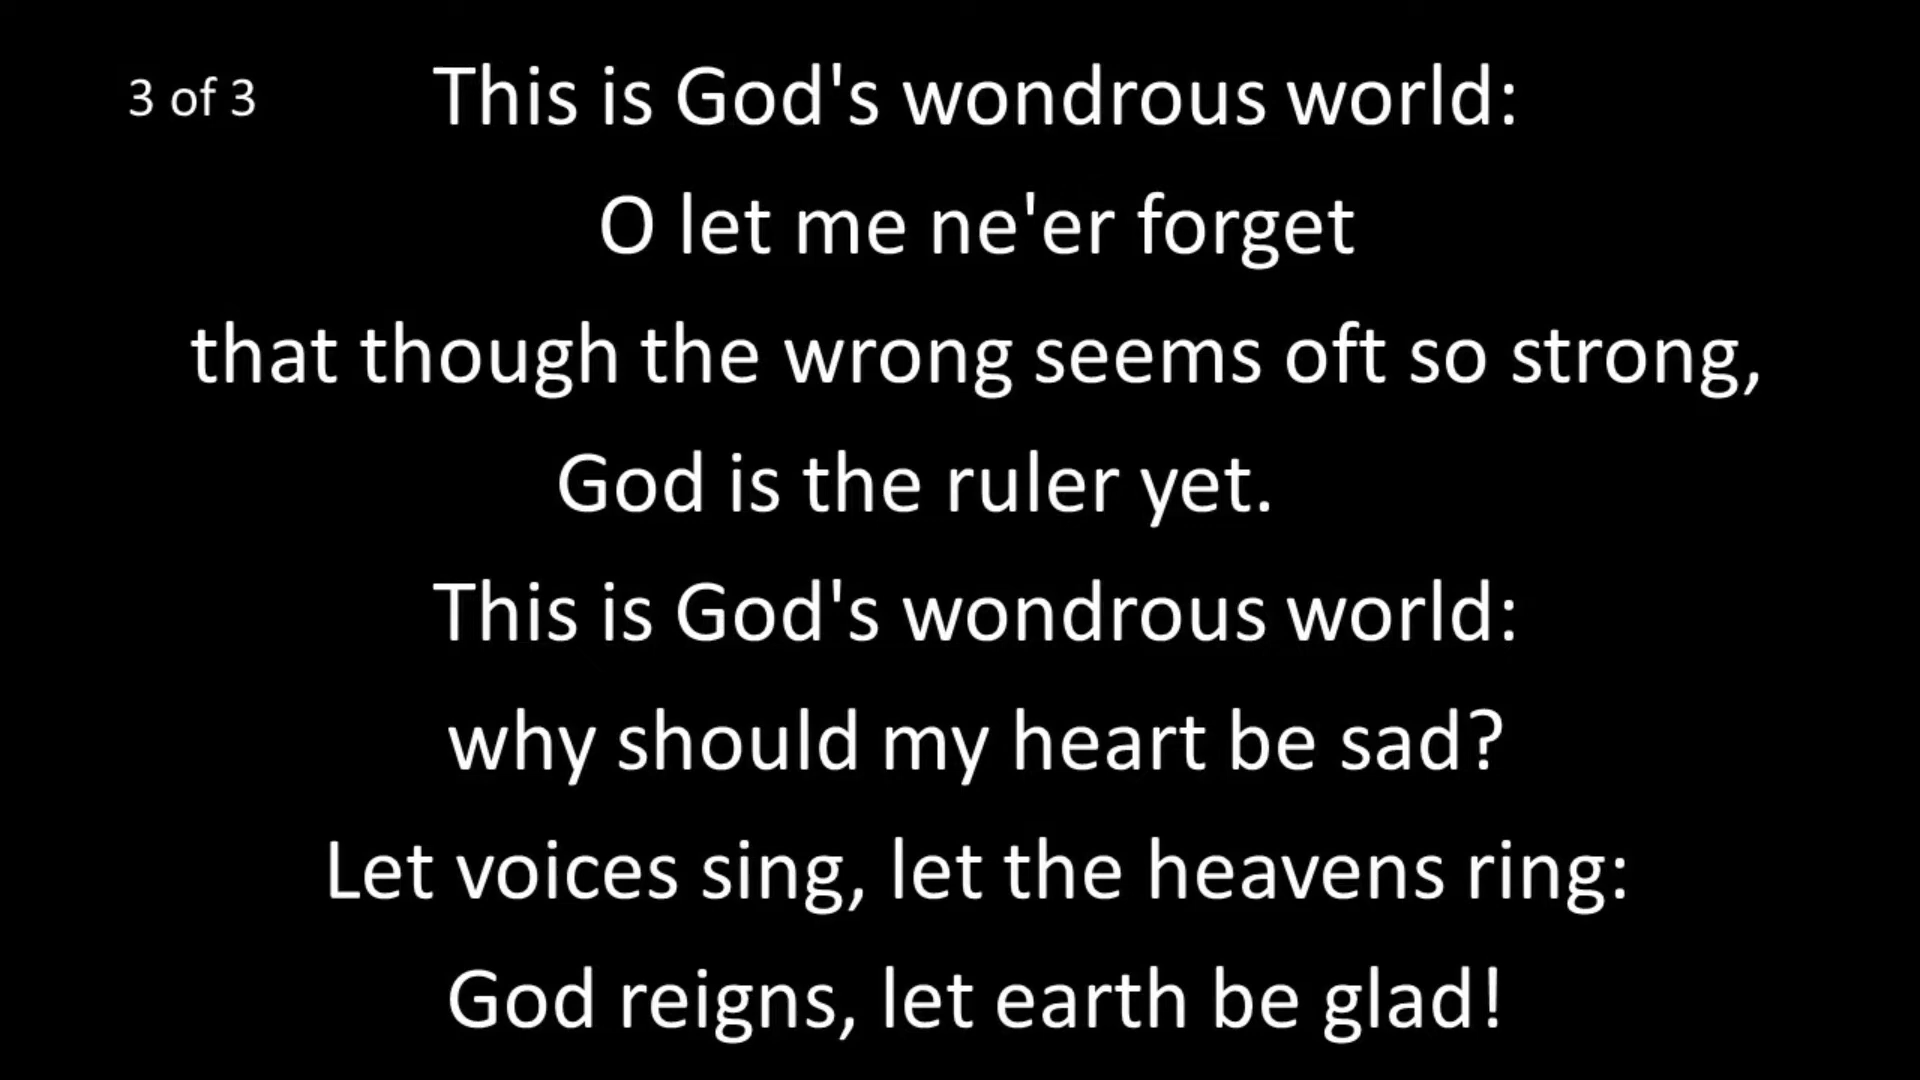 3 of 3
This is God's wondrous world:
O let me ne'er forget
that though the wrong seems oft so strong,
God is the ruler yet.
This is God's wondrous world:
why should my heart be sad?
Let voices sing, let the heavens ring:
God reigns, let earth be glad!